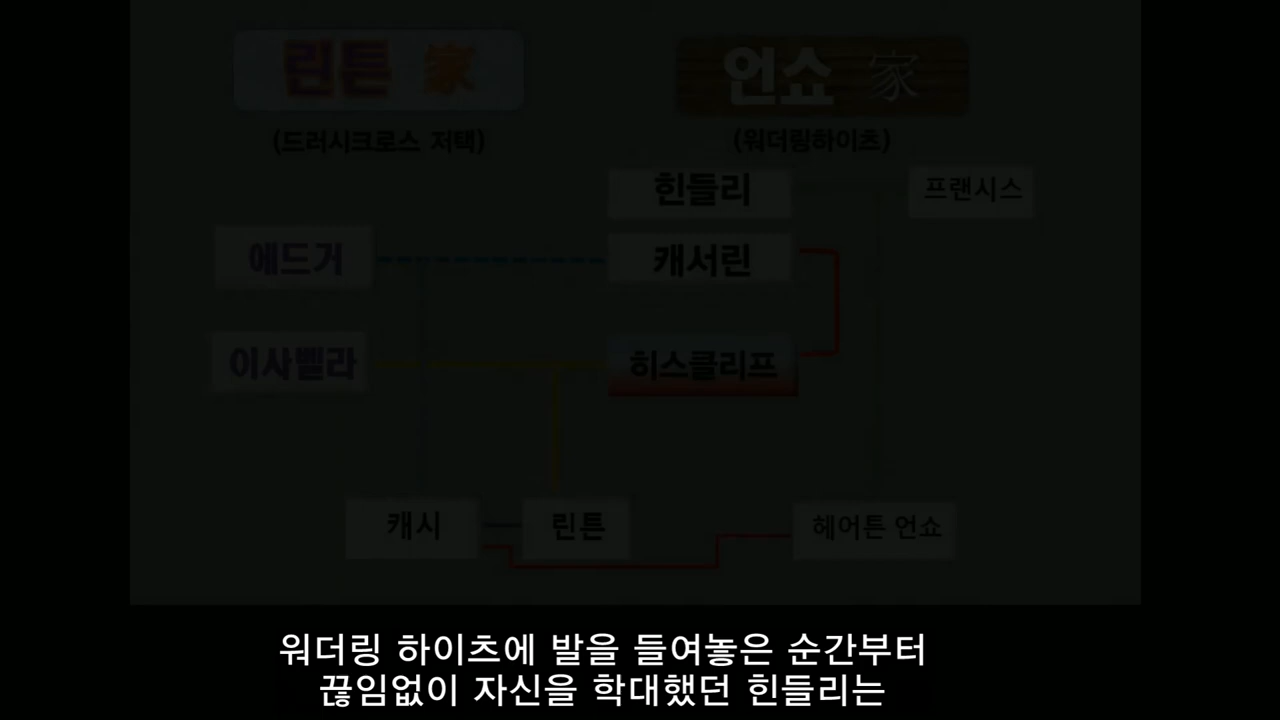 린튼 家
언쇼 家
(드러시크로스 저택)
(워더링하이츠)
힌들리
프랜시스
에드거
캐서린
이사벨라
히스클리프
캐시
린튼
헤어튼 언쇼
워더링 하이츠에 발을 들여놓은 순간부터
끊임없이 자신을 학대했던 힌들리는